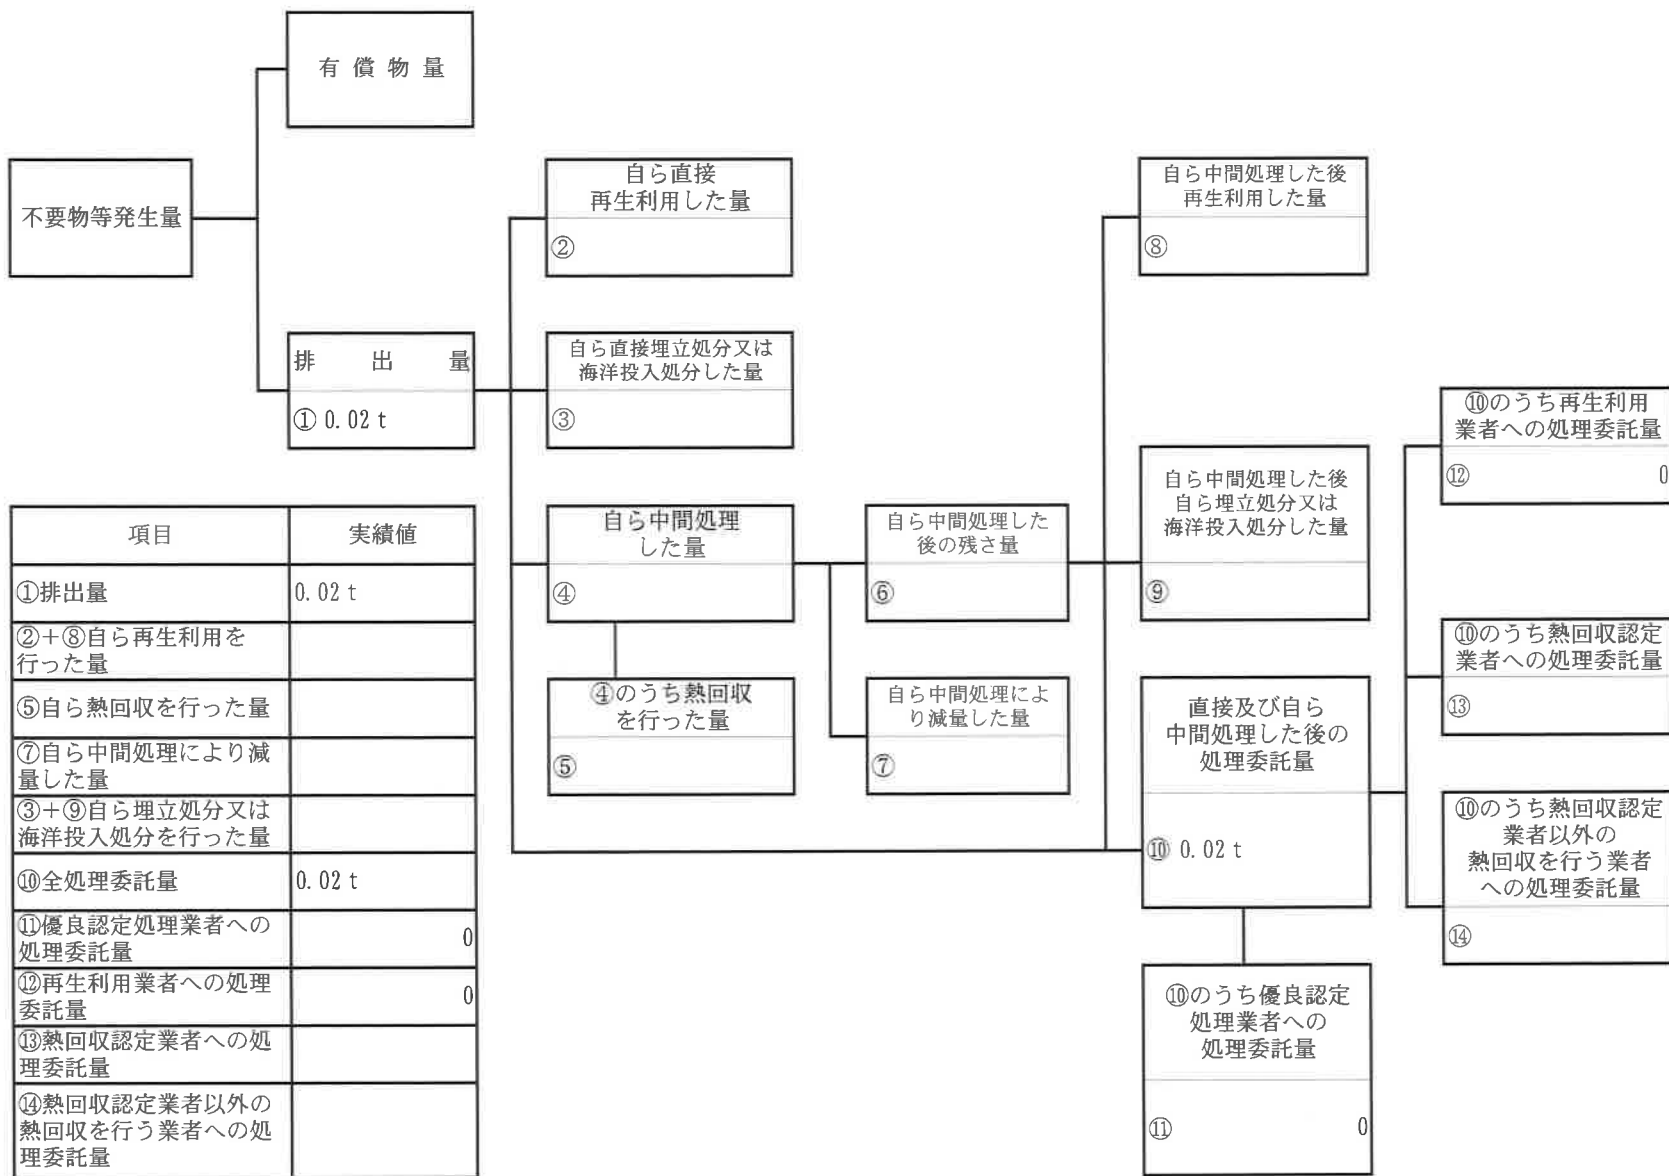 有償物量
不要物等発生量
排出量
① 0.02 t
自ら直接
再生利用した量
②
自ら直接埋立処分又は
海洋投入処分した量
③
自ら中間処理
した量
④
④のうち熱回収
を行った量
⑤
自ら中間処理した
後の残さ量
⑥
自ら中間処理によ
り減量した量
⑦
自ら中間処理した後
再生利用した量
⑧
自ら中間処理した後
自ら埋立処分又は
海洋投入処分した量
⑨
直接及び自ら
中間処理した後の
処理委託量
⑩ 0.02 t
⑩のうち優良認定
処理業者への
処理委託量
⑪ 0
⑩のうち再生利用
業者への処理委託量
⑫ 0
⑩のうち熱回収認定
業者への処理委託量
⑬
⑩のうち熱回収認定
業者以外の
熱回収を行う業者
への処理委託量
⑭
項目 実績値
①排出量 0.02 t
②+⑧自ら再生利用を
行った量
⑤自ら熱回収を行った量
⑦自ら中間処理により減
量した量
③+⑨自ら埋立処分又は
海洋投入処分を行った量
⑩全処理委託量 0.02 t
⑪優良認定処理業者への
処理委託量 0
⑫再生利用業者への処理
委託量 0
⑬熱回収認定業者への処
理委託量
⑭熱回収認定業者以外の
熱回収を行う業者への処
理委託量